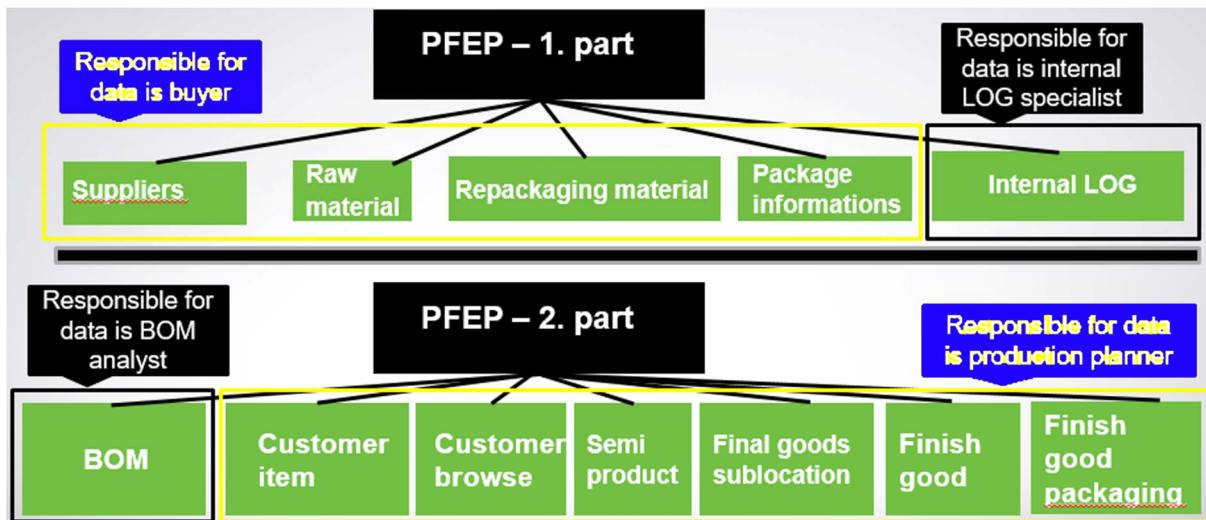 PFEP – 1. part
Responsible for
data is buyer
Responsible for
data is internal
LOG specialist
Suppliers
Raw
material
Repackaging material
Package
informations
Internal LOG
Responsible for
data is BOM
analyst
PFEP – 2. part
Responsible for data
is production planner
BOM
Customer
item
Customer
browse
Semi
product
Final goods
sublocation
Finish
good
Finish
good
packaging